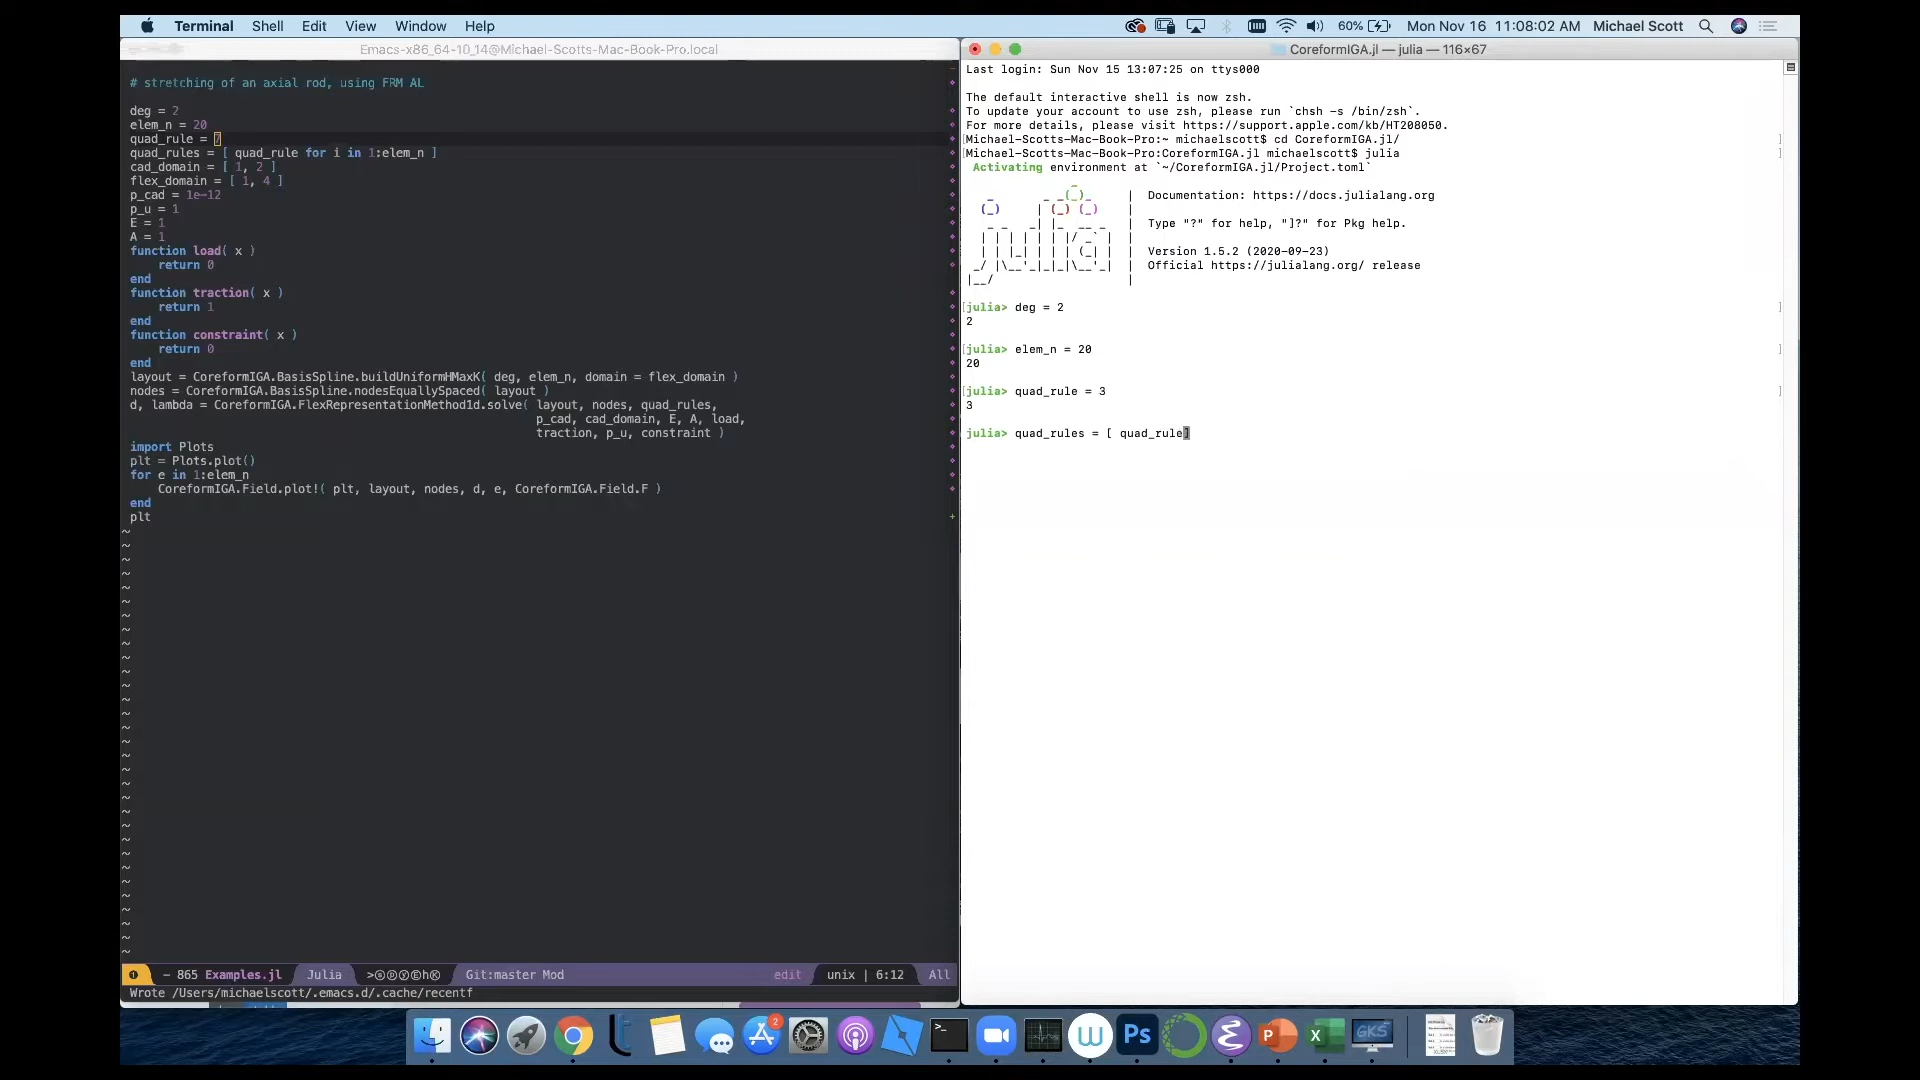 Terminal Shell Edit View Window Help
60% Mon Nov 16 11:08:02 AM Michael Scott
Emacs-x86_64-10_14@Michael-Scotts-Mac-Book-Pro.local
# stretching of an axial rod, using FRM AL
deg = 2
elem_n = 20
quad_rule = 7
quad_rules = [ quad_rule for i in 1:elem_n ]
cad_domain = [ 1, 2 ]
flex_domain = [ 1, 4 ]
p_cad = 1e-12
p_u = 1
E = 1
A = 1
function load( x )
return 0
end
function traction( x )
return 1
end
function constraint( x )
return 0
end
layout = CoreformIGA.BasisSpline.buildUniformHMaxK( deg, elem_n, domain = flex_domain )
nodes = CoreformIGA.BasisSpline.nodesEquallySpaced( layout )
d, lambda = CoreformIGA.FlexRepresentationMethod1d.solve( layout, nodes, quad_rules,
p_cad, cad_domain, E, A, load,
traction, p_u, constraint )
import Plots
plt = Plots.plot()
for e in 1:elem_n
CoreformIGA.Field.plot!( plt, layout, nodes, d, e, CoreformIGA.Field.F )
end
plt
- 865 Examples.jl Julia Git:master Mod edit unix | 6:12 All
Wrote /Users/michaelscott/.emacs.d/.cache/recentf
CoreformIGA.jl — julia — 116×67
Last login: Sun Nov 15 13:07:25 on ttys000
The default interactive shell is now zsh.
To update your account to use zsh, please run `chsh -s /bin/zsh`.
For more details, please visit https://support.apple.com/kb/HT208050.
[Michael-Scotts-Mac-Book-Pro:~ michaelscott$ cd CoreformIGA.jl/ ]
[Michael-Scotts-Mac-Book-Pro:CoreformIGA.jl michaelscott$ julia ]
Activating environment at `~/CoreformIGA.jl/Project.toml`
| Documentation: https://docs.julialang.org
| Type "?" for help, "]?" for Pkg help.
| Version 1.5.2 (2020-09-23)
| Official https://julialang.org/ release
[julia> deg = 2 ]
2
[julia> elem_n = 20 ]
20
[julia> quad_rule = 3 ]
3
julia> quad_rules = [ quad_rule]
2
W
Ps
P
X
GKS